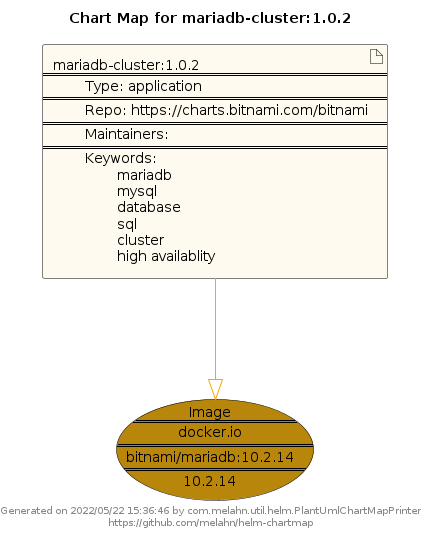 Chart Map for mariadb-cluster:1.0.2
mariadb-cluster:1.0.2
Type: application
Repo: https://charts.bitnami.com/bitnami
Maintainers:
Keywords:
mariadb
mysql
database
sql
cluster
high availablity
Image
docker.io
bitnami/mariadb:10.2.14
10.2.14
Generated on 2022/05/22 15:36:46 by com.melahn.util.helm.PlantUmlChartMapPrinter
https://github.com/melahn/helm-chartmap